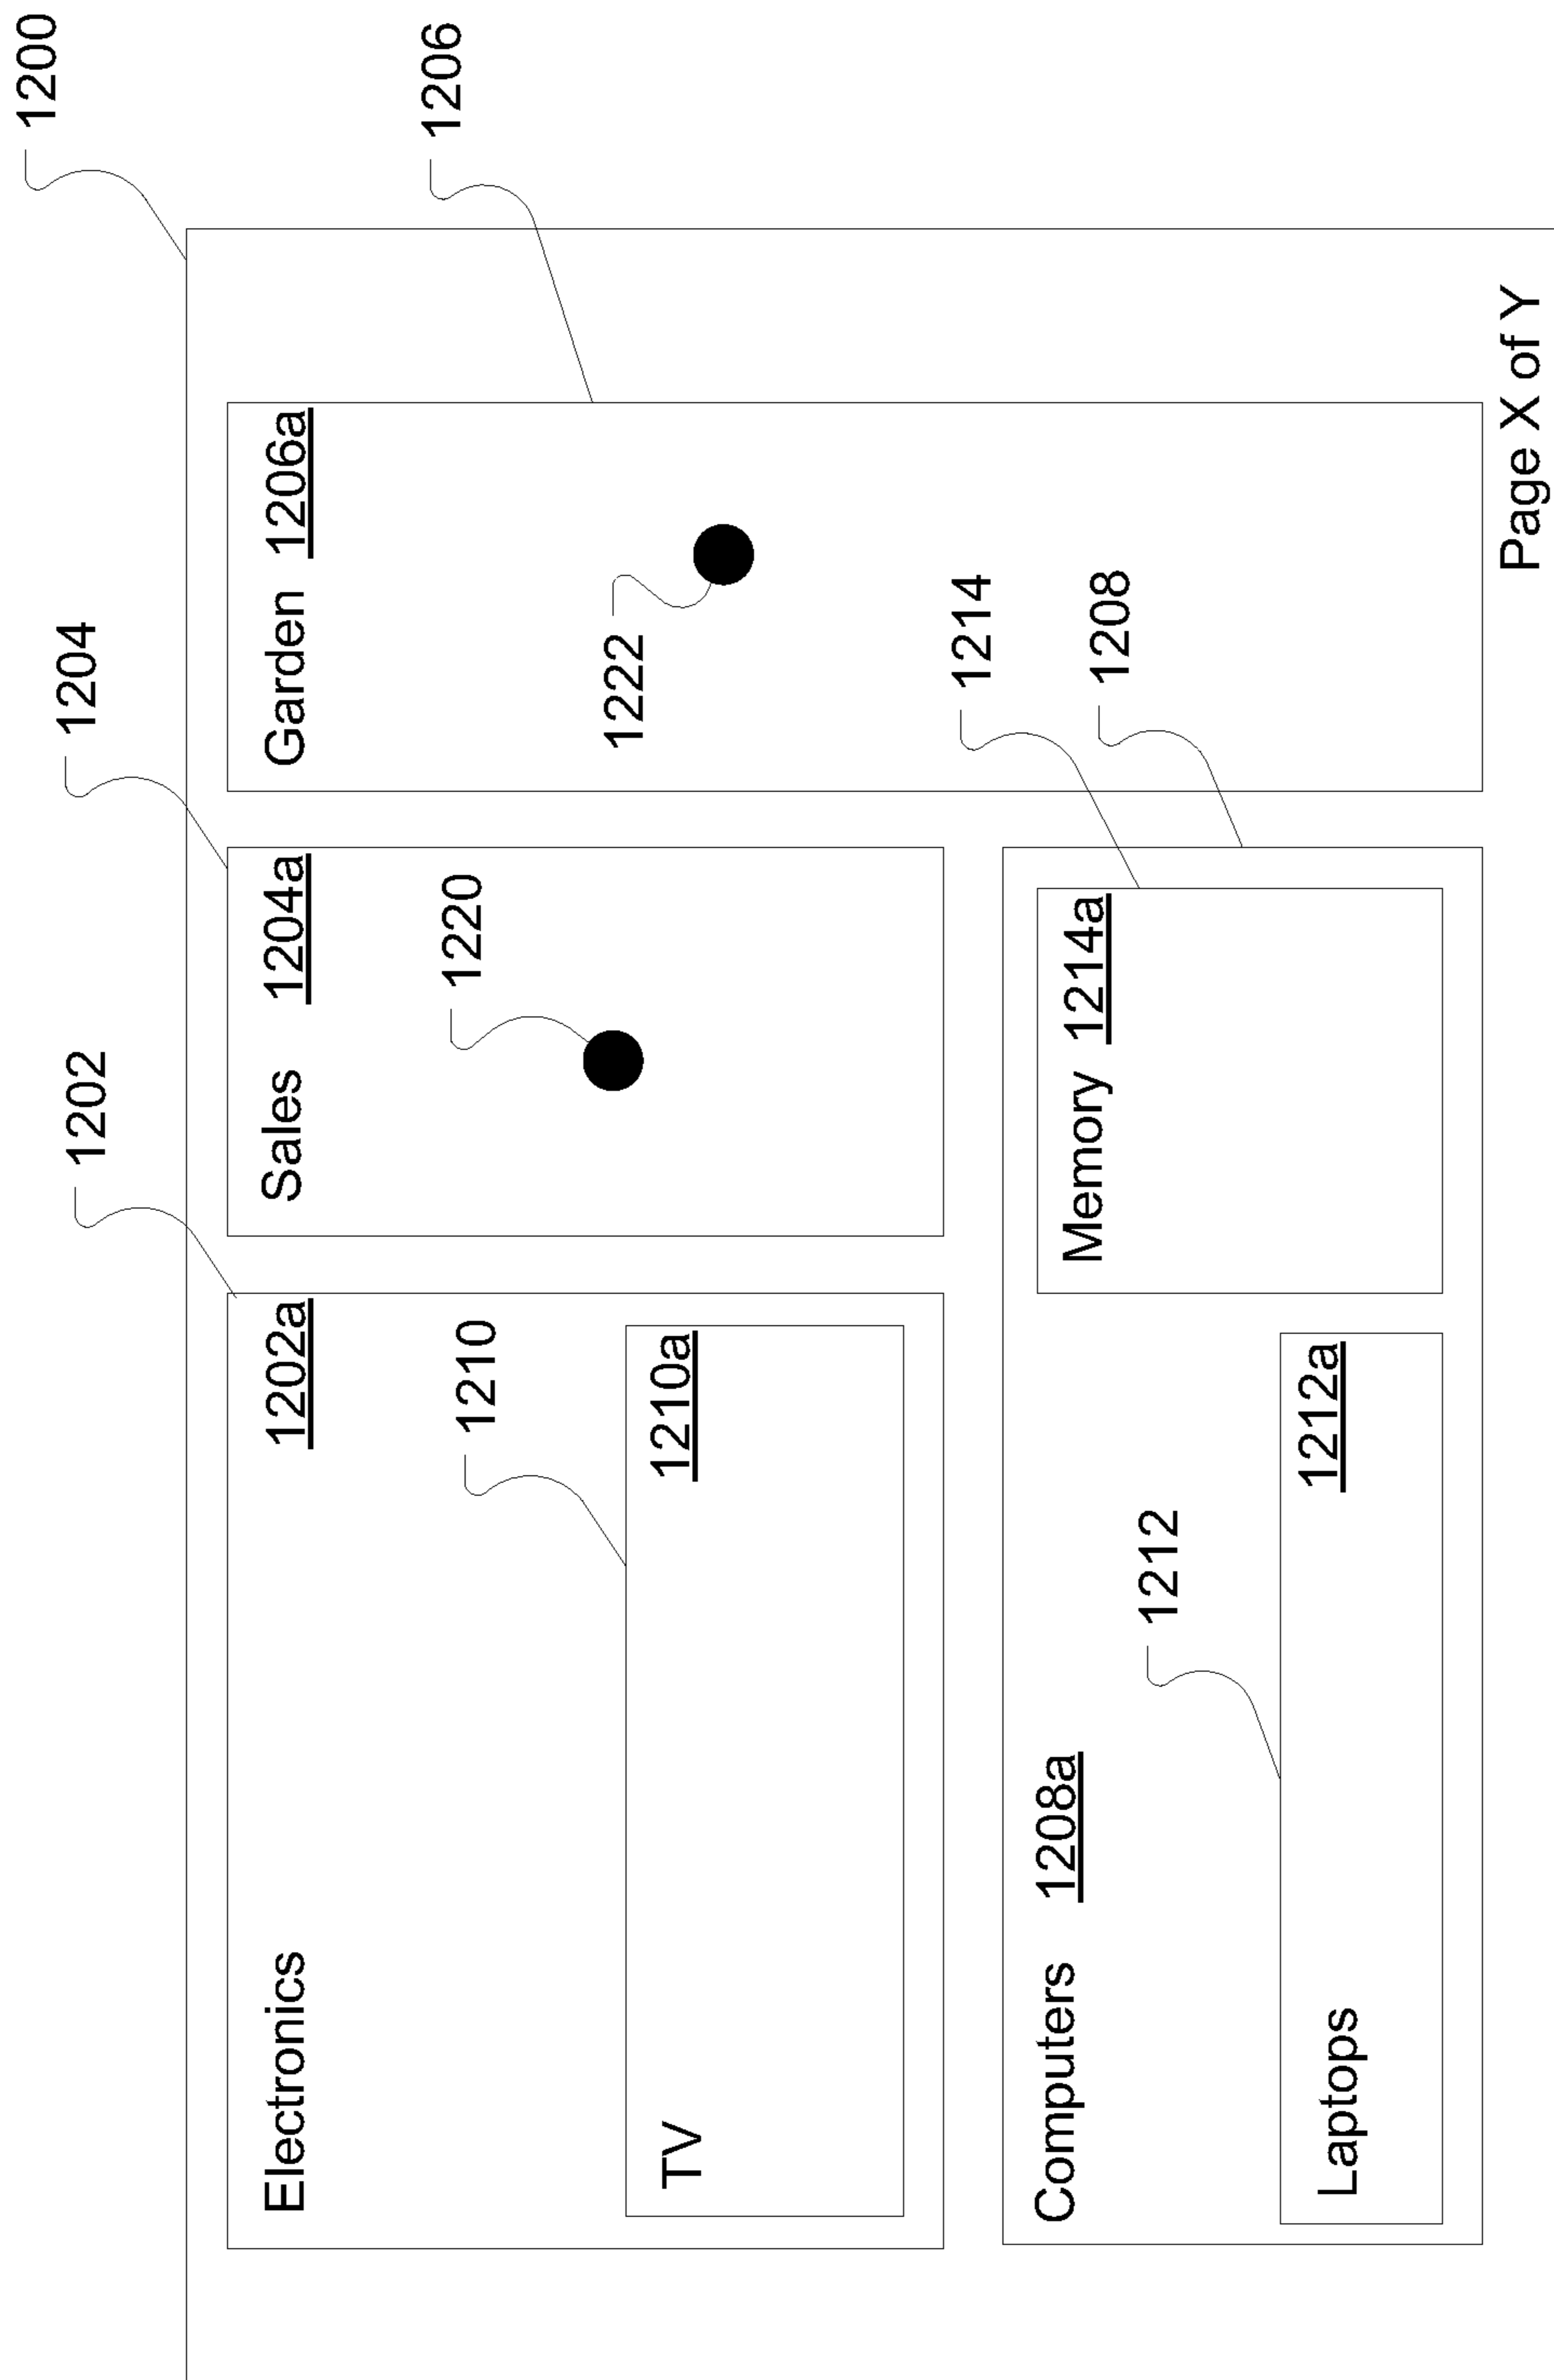 1200
1202
1204
1206
Electronics 1202a
Sales 1204a
Garden 1206a
1210
1220
1222
TV 1210a
1214
1208
Computers 1208a
Memory 1214a
1212
Laptops 1212a
Page X of Y